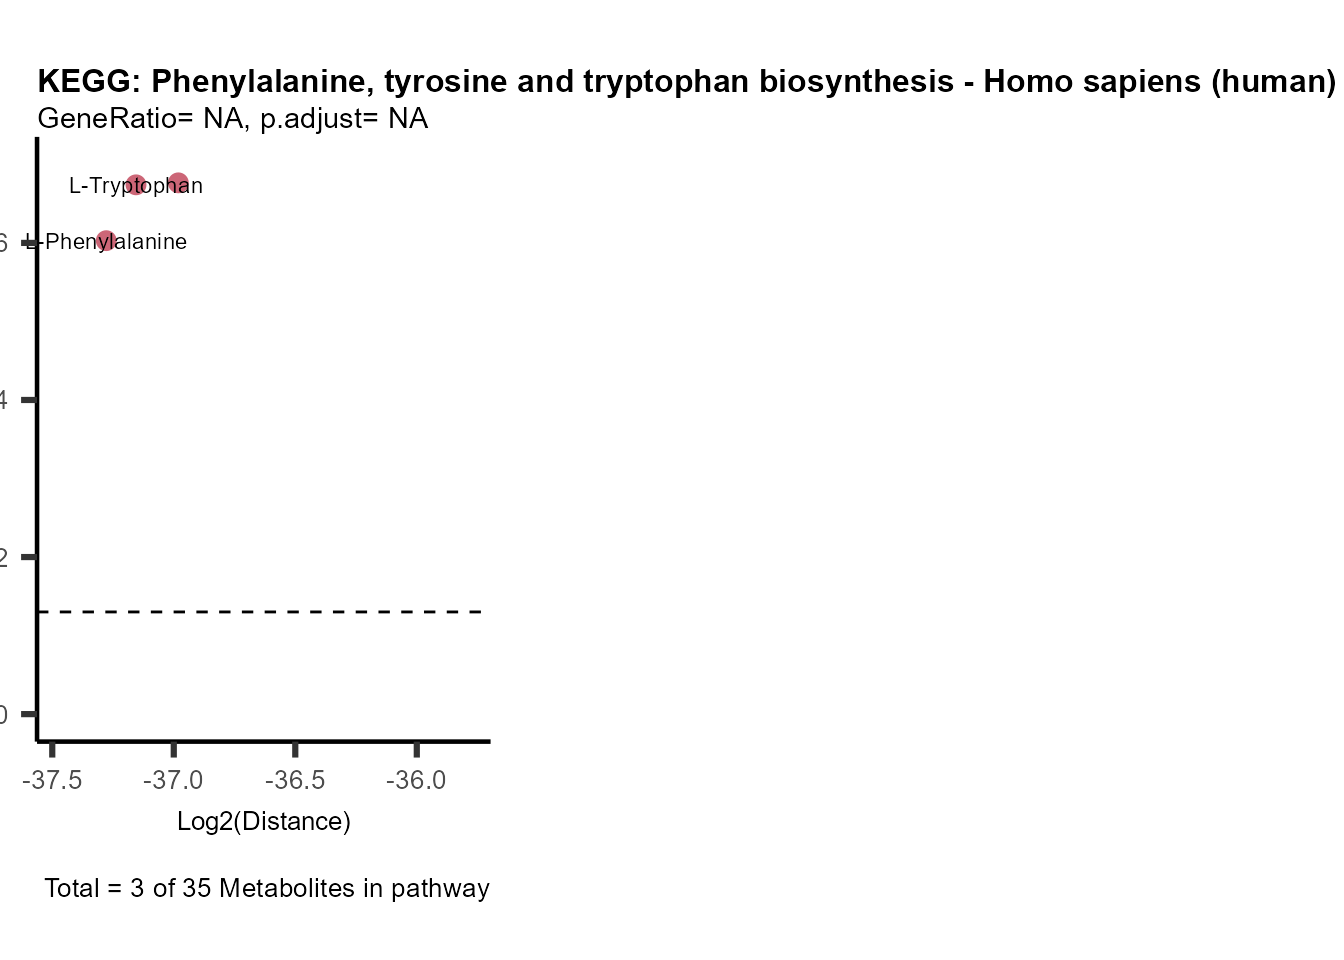 KEGG: Phenylalanine, tyrosine and tryptophan biosynthesis - Homo sapiens (human)
GeneRatio= NA, p.adjust= NA
L-Tryptophan
L-Phenylalanine
6
4
2
0
-37.5 -37.0 -36.5 -36.0
Log2(Distance)
Total = 3 of 35 Metabolites in pathway